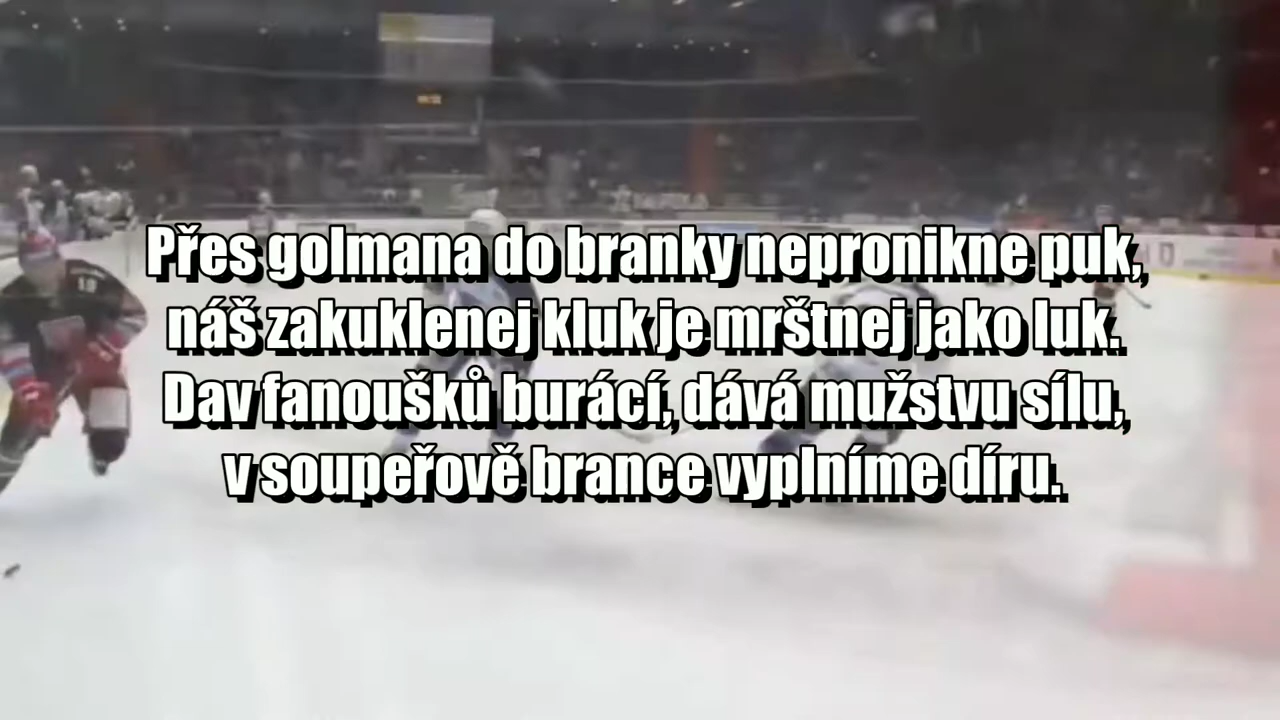 Přes golmana do branky nepronikne puk,
náš zakuklenej kluk je mrštnej jako luk.
Dav fanoušků burácí, dává mužstvu sílu,
v soupeřově brance vyplníme díru.